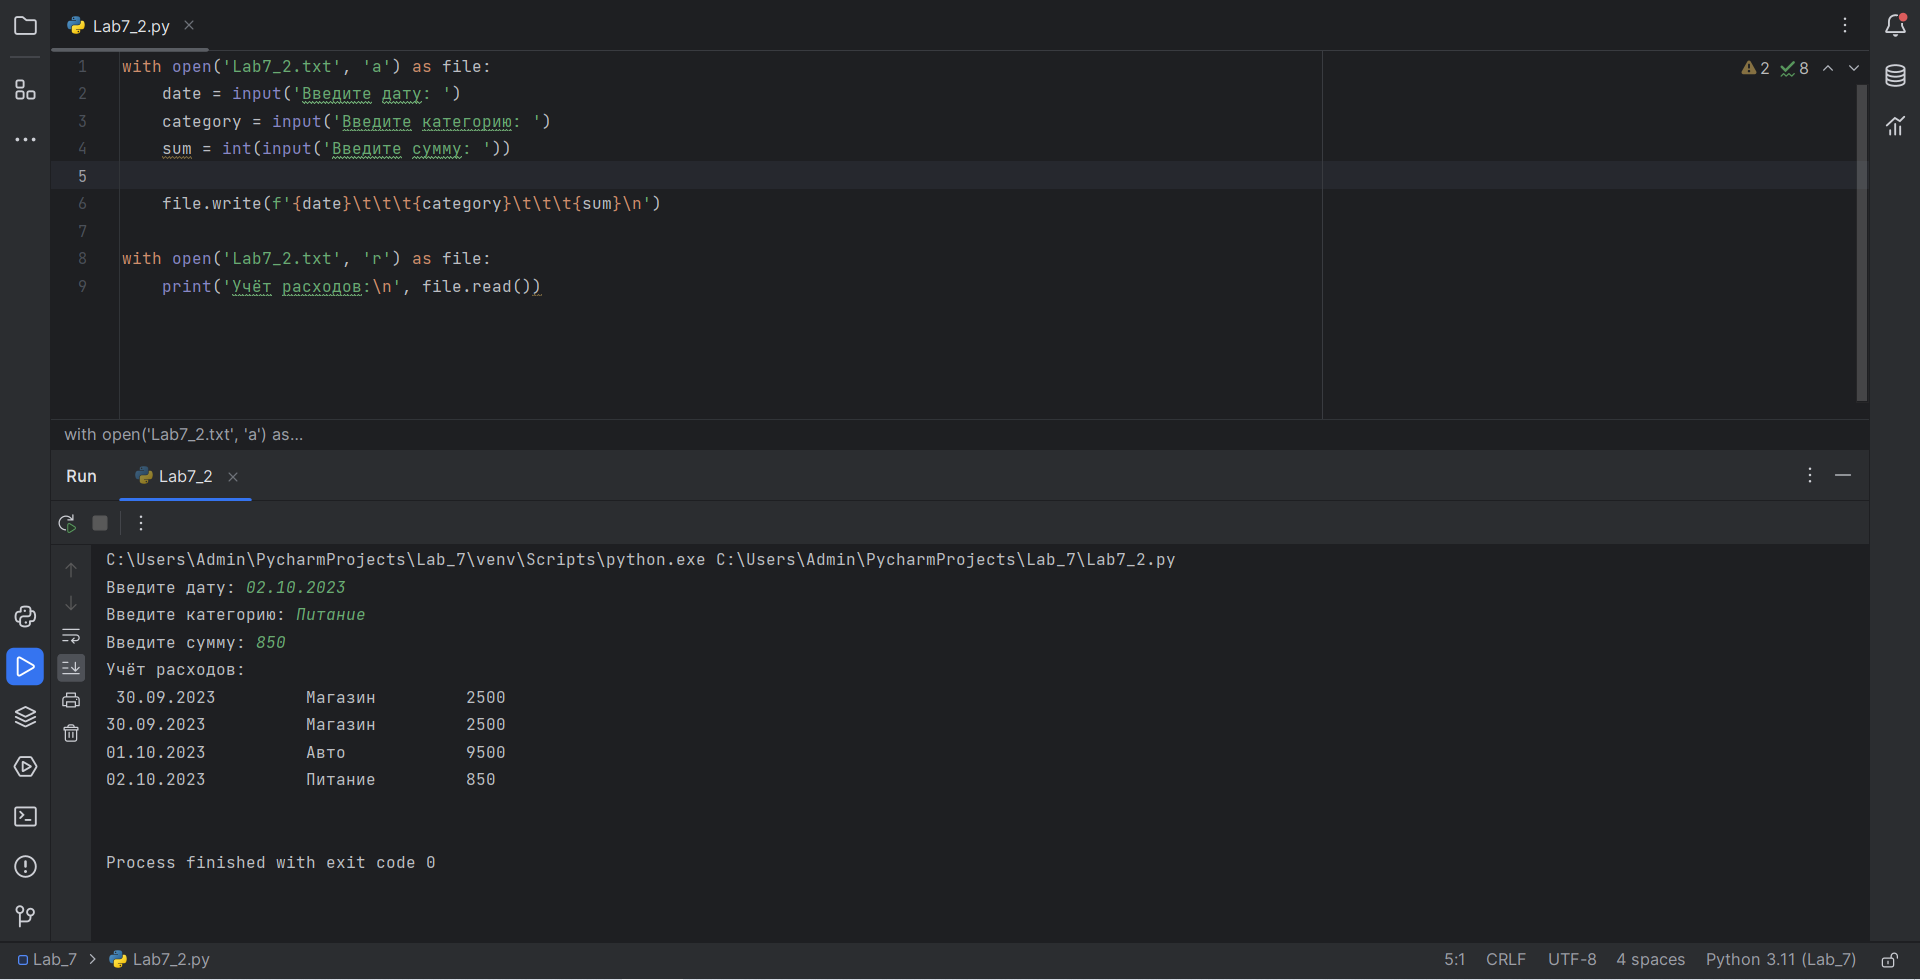 Lab7_2.py
2 8
1 with open('Lab7_2.txt', 'a') as file:
2 date = input('Введите дату: ')
3 category = input('Введите категорию: ')
4 sum = int(input('Введите сумму: '))
5
6 file.write(f'{date}\t\t\t{category}\t\t\t{sum}\n')
7
8 with open('Lab7_2.txt', 'r') as file:
9 print('Учёт расходов:\n', file.read())
with open('Lab7_2.txt', 'a') as...
Run Lab7_2
C:\Users\Admin\PycharmProjects\Lab_7\venv\Scripts\python.exe C:\Users\Admin\PycharmProjects\Lab_7\Lab7_2.py
Введите дату: 02.10.2023
Введите категорию: Питание
Введите сумму: 850
Учёт расходов:
30.09.2023 Магазин 2500
30.09.2023 Магазин 2500
01.10.2023 Авто 9500
02.10.2023 Питание 850
Process finished with exit code 0
Lab_7 Lab7_2.py 5:1 CRLF UTF-8 4 spaces Python 3.11 (Lab_7)